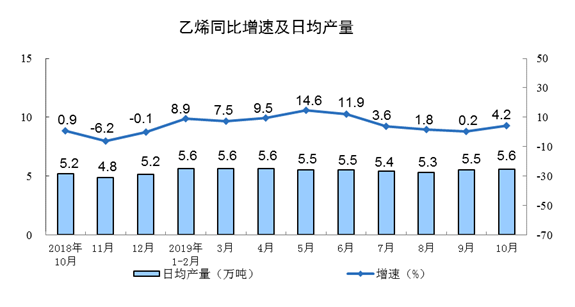 乙烯同比增速及日均产量
15
10
5
0
50
30
10
-10
-30
-50
-70
0.9
-6.2
-0.1
8.9
7.5
9.5
14.6
11.9
3.6
1.8
0.2
4.2
5.2
4.8
5.2
5.6
5.6
5.6
5.5
5.5
5.4
5.3
5.5
5.6
2018年
10月
11月
12月
2019年
1-2月
3月
4月
5月
6月
7月
8月
9月
10月
日均产量（万吨）
增速（%）